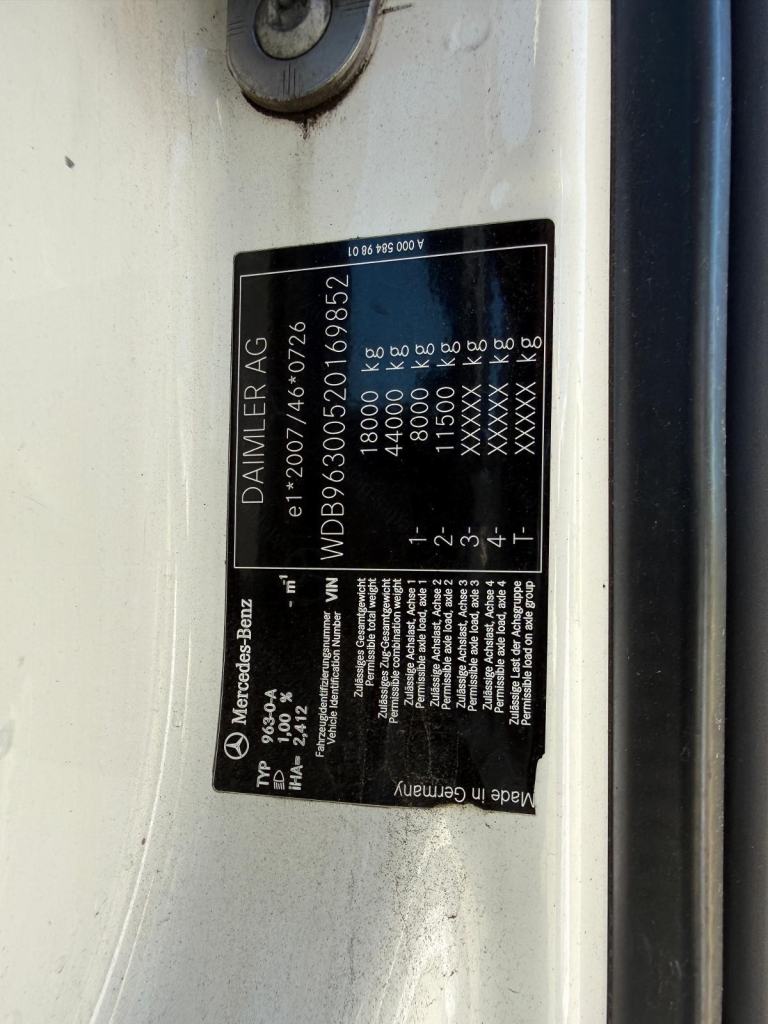 Mercedes-Benz
TYP 963-0-A
1,00 %
iHA= 2,412 - m⁻¹
DAIMLER AG
e1*2007/46*0726
Fahrzeugidentifizierungsnummer
Vehicle Identification Number VIN WDB96300520169852
Zulässiges Gesamtgewicht
Permissible total weight 18000 kg
Zulässiges Zug-Gesamtgewicht
Permissible combination weight 44000 kg
Zulässige Achslast, Achse 1
Permissible axle load, axle 1 1- 8000 kg
Zulässige Achslast, Achse 2
Permissible axle load, axle 2 2- 11500 kg
Zulässige Achslast, Achse 3
Permissible axle load, axle 3 3- XXXXX kg
Zulässige Achslast, Achse 4
Permissible axle load, axle 4 4- XXXXX kg
Zulässige Last der Achsgruppe
Permissible load on axle group T- XXXXX kg
Made in Germany
A 000 584 98 01